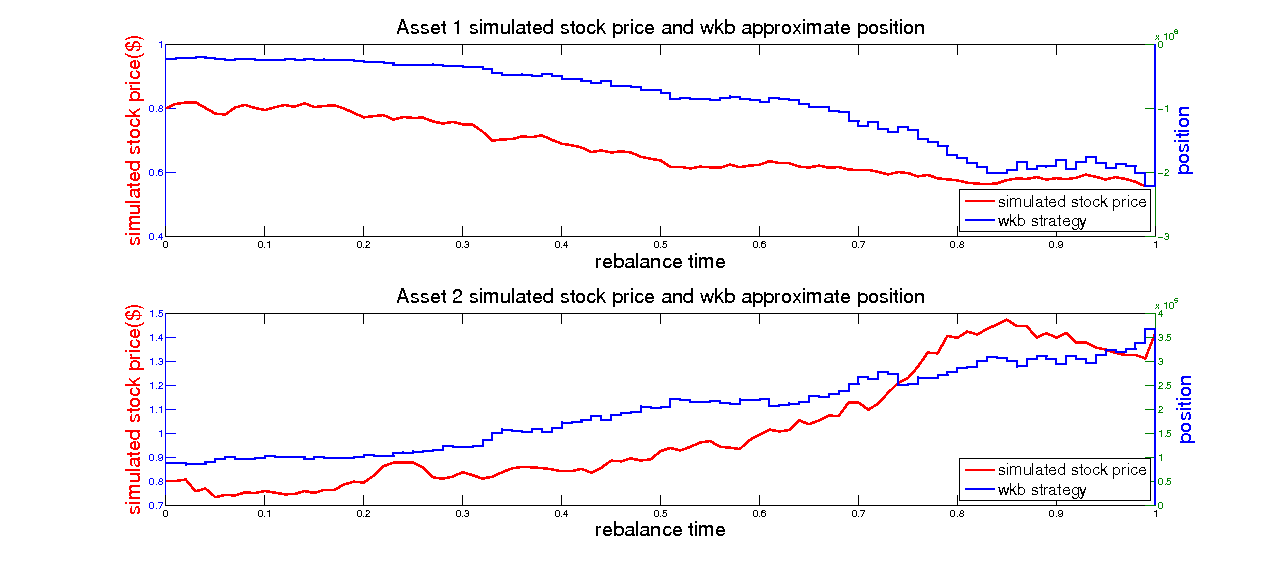 Asset 1 simulated stock price and wkb approximate position
x 10
simulated stock price($)
1
0.8
0.6
0.4
0
−1
−2
−3
position
simulated stock price
wkb strategy
0 0.1 0.2 0.3 0.4 0.5 0.6 0.7 0.8 0.9 1
rebalance time
Asset 2 simulated stock price and wkb approximate position
x 10
simulated stock price($)
1.5
1.4
1.3
1.2
1.1
1
0.9
0.8
0.7
4
3.5
3
2.5
2
1.5
1
0.5
0
position
simulated stock price
wkb strategy
0 0.1 0.2 0.3 0.4 0.5 0.6 0.7 0.8 0.9 1
rebalance time